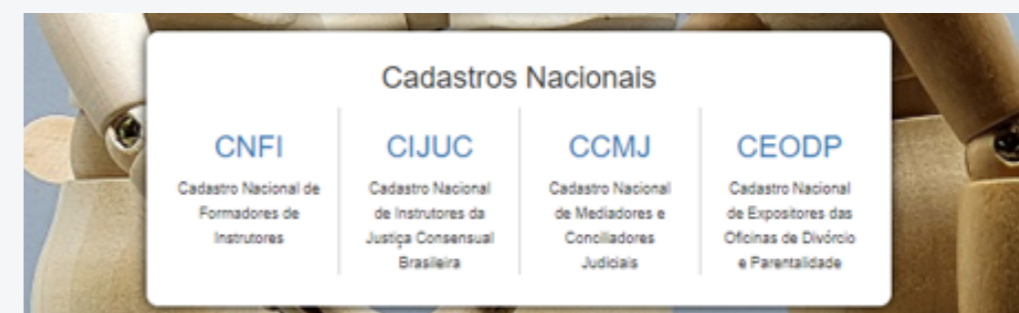 Cadastros Nacionais
CNFI
Cadastro Nacional de
Formadores de
Instrutores
CIJUC
Cadastro Nacional
de Instrutores da
Justiça Consensual
Brasileira
CCMJ
Cadastro Nacional
de Mediadores e
Conciliadores
Judiciais
CEODP
Cadastro Nacional
de Expositores das
Oficinas de Divórcio
e Parentalidade